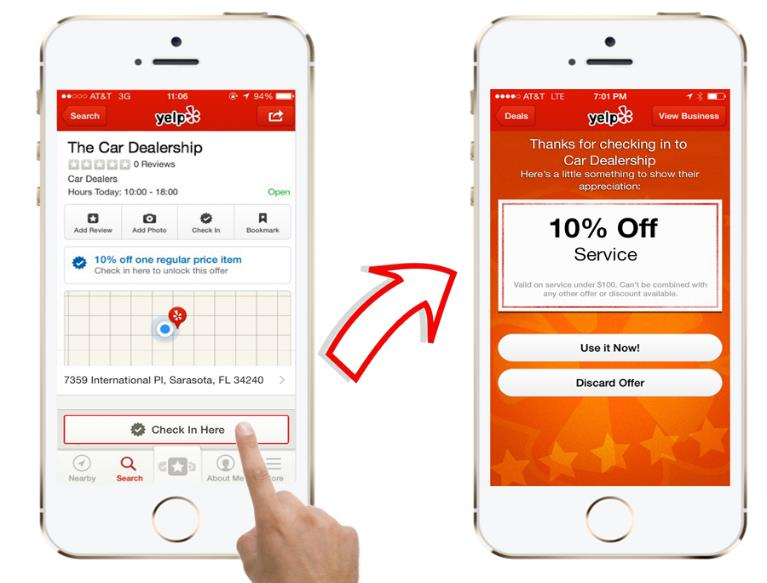 AT&T 3G 11:06 94%
Search yelp
The Car Dealership
0 Reviews
Car Dealers
Hours Today: 10:00 - 18:00 Open
Add Review Add Photo Check In Bookmark
10% off one regular price item
Check in here to unlock this offer
7359 International Pl, Sarasota, FL 34240
Check In Here
Nearby Search About Me ore
AT&T LTE 7:01 PM
Deals yelp View Business
Thanks for checking in to
Car Dealership
Here's a little something to show their
appreciation:
10% Off
Service
Valid on service under $100. Can't be combined with
any other offer or discount available.
Use it Now!
Discard Offer